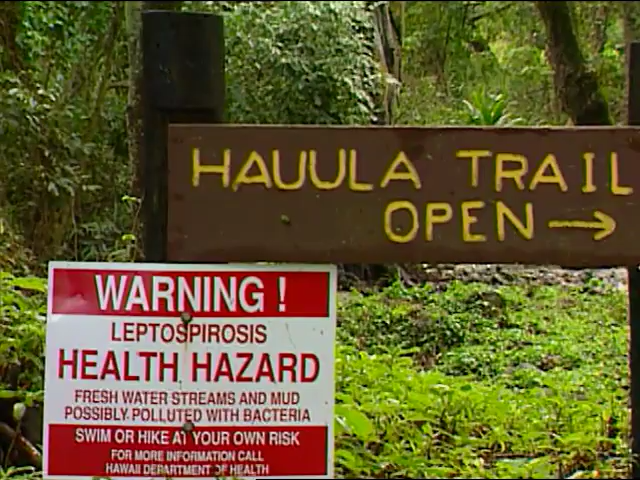 HAUULA TRAIL
OPEN →
WARNING !
LEPTOSPIROSIS
HEALTH HAZARD
FRESH WATER STREAMS AND MUD
POSSIBLY POLLUTED WITH BACTERIA
SWIM OR HIKE AT YOUR OWN RISK
FOR MORE INFORMATION CALL
HAWAII DEPARTMENT OF HEALTH